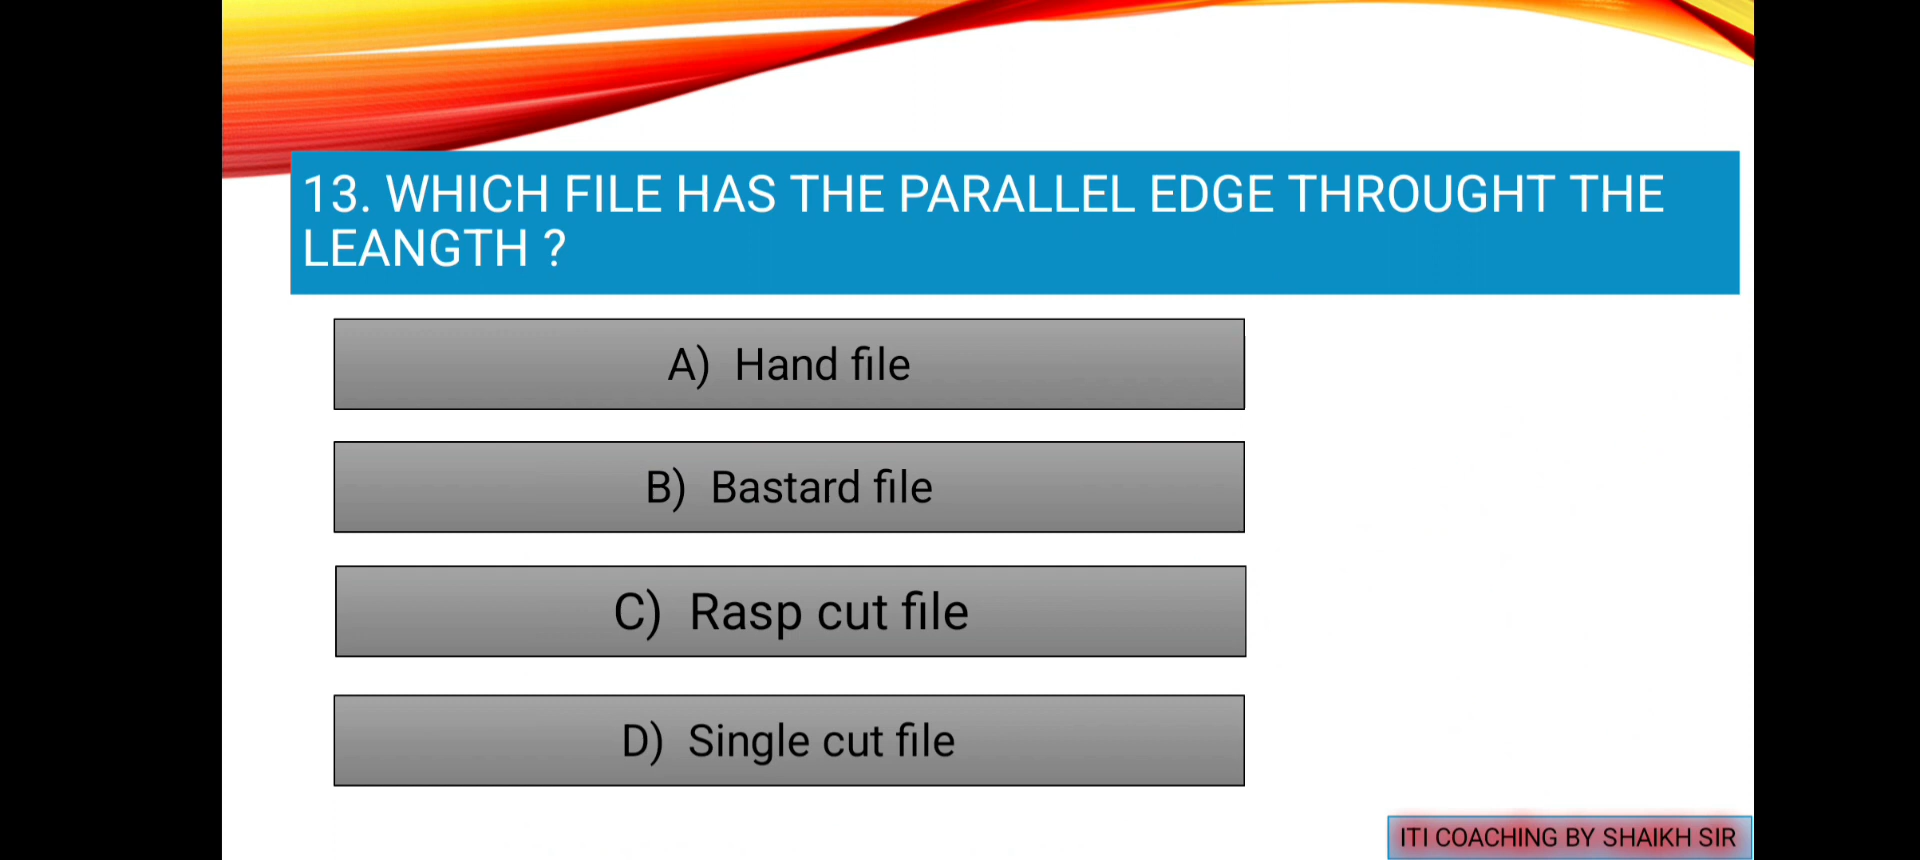 13. WHICH FILE HAS THE PARALLEL EDGE THROUGHT THE
LEANGTH ?
A) Hand file
B) Bastard file
C) Rasp cut file
D) Single cut file
ITI COACHING BY SHAIKH SIR